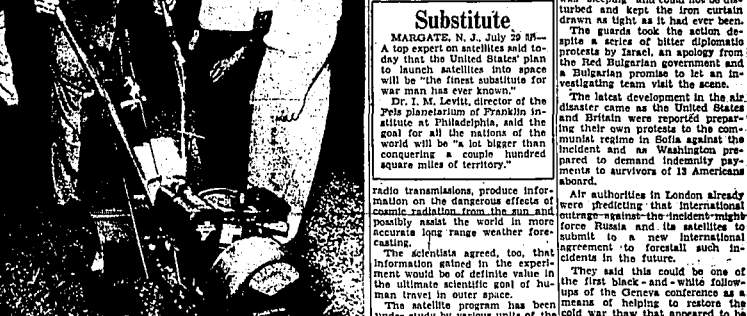 Substitute
MARGATE, N. J., July 29 (AP)—
A top expert on satellites said to-
day that the United States' plan
to launch satellites into space
will be "the finest substitute for
war man has ever known."
Dr. I. M. Levitt, director of the
Fels planetarium of Franklin in-
stitute at Philadelphia, said the
goal for all the nations of the
world will be "a lot bigger than
conquering a couple hundred
square miles of territory."
radio transmissions, produce infor-
mation on the dangerous effects of
cosmic radiation from the sun and
possibly assist the world in more
accurate long range weather fore-
casting.
The scientists agreed, too, that
information gained in the experi-
ment would be of definite value in
the ultimate scientific goal of hu-
man travel in outer space.
The satellite program has been
under study by various units of the
turbed and kept the iron curtain
drawn as tight as it had ever been.
The guards took the action de-
spite a series of bitter diplomatic
protests by Israel, an apology from
the Red Bulgarian government and
a Bulgarian promise to let an in-
vestigating team visit the scene.
The latest development in the air
disaster came as the United States
and Britain were reported prepar-
ing their own protests to the com-
munist regime in Sofia against the
incident and as Washington pre-
pared to demand indemnity pay-
ments to survivors of 13 Americans
aboard.
Air authorities in London already
were predicting that international
outrage against the incident might
force Russia and its satellites to
submit to a new international
agreement to forestall such in-
cidents in the future.
They said this could be one of
the first black-and-white follow-
ups of the Geneva conference as a
means of helping to restore the
cold war thaw that appeared to be